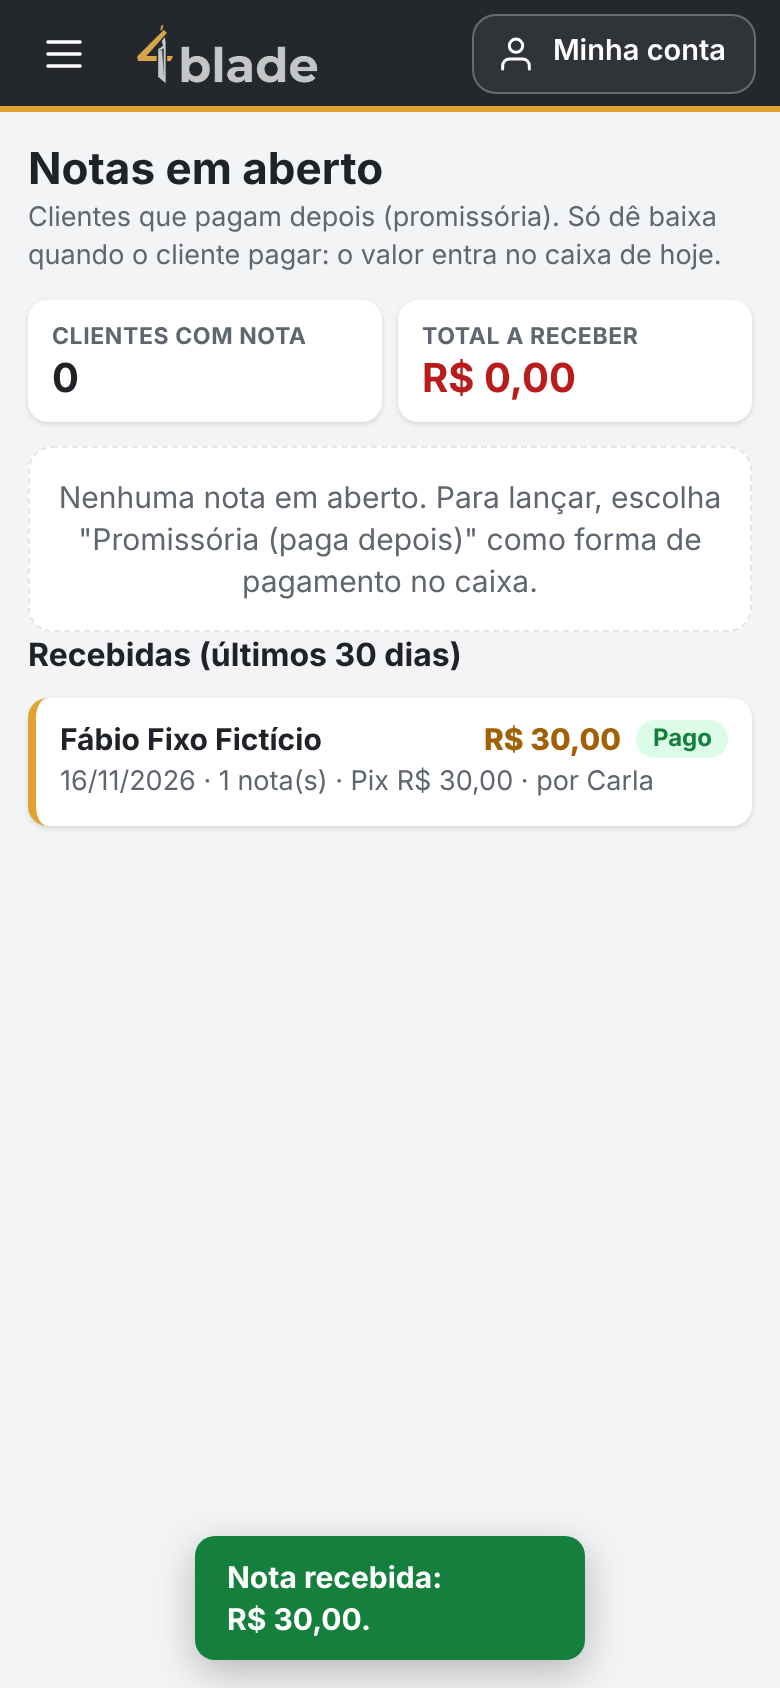 4blade
Minha conta
Notas em aberto
Clientes que pagam depois (promissória). Só dê baixa
quando o cliente pagar: o valor entra no caixa de hoje.
CLIENTES COM NOTA
0
TOTAL A RECEBER
R$ 0,00
Nenhuma nota em aberto. Para lançar, escolha
"Promissória (paga depois)" como forma de
pagamento no caixa.
Recebidas (últimos 30 dias)
Fábio Fixo Fictício R$ 30,00 Pago
16/11/2026 · 1 nota(s) · Pix R$ 30,00 · por Carla
Nota recebida:
R$ 30,00.